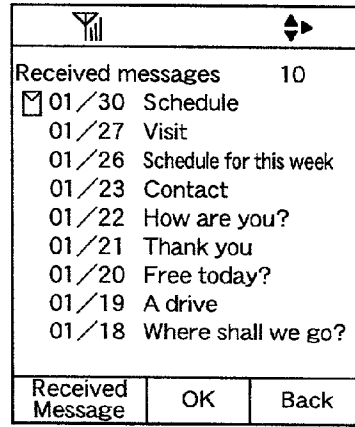 Received messages 10
01/30 Schedule
01/27 Visit
01/26 Schedule for this week
01/23 Contact
01/22 How are you?
01/21 Thank you
01/20 Free today?
01/19 A drive
01/18 Where shall we go?
Received Message OK Back